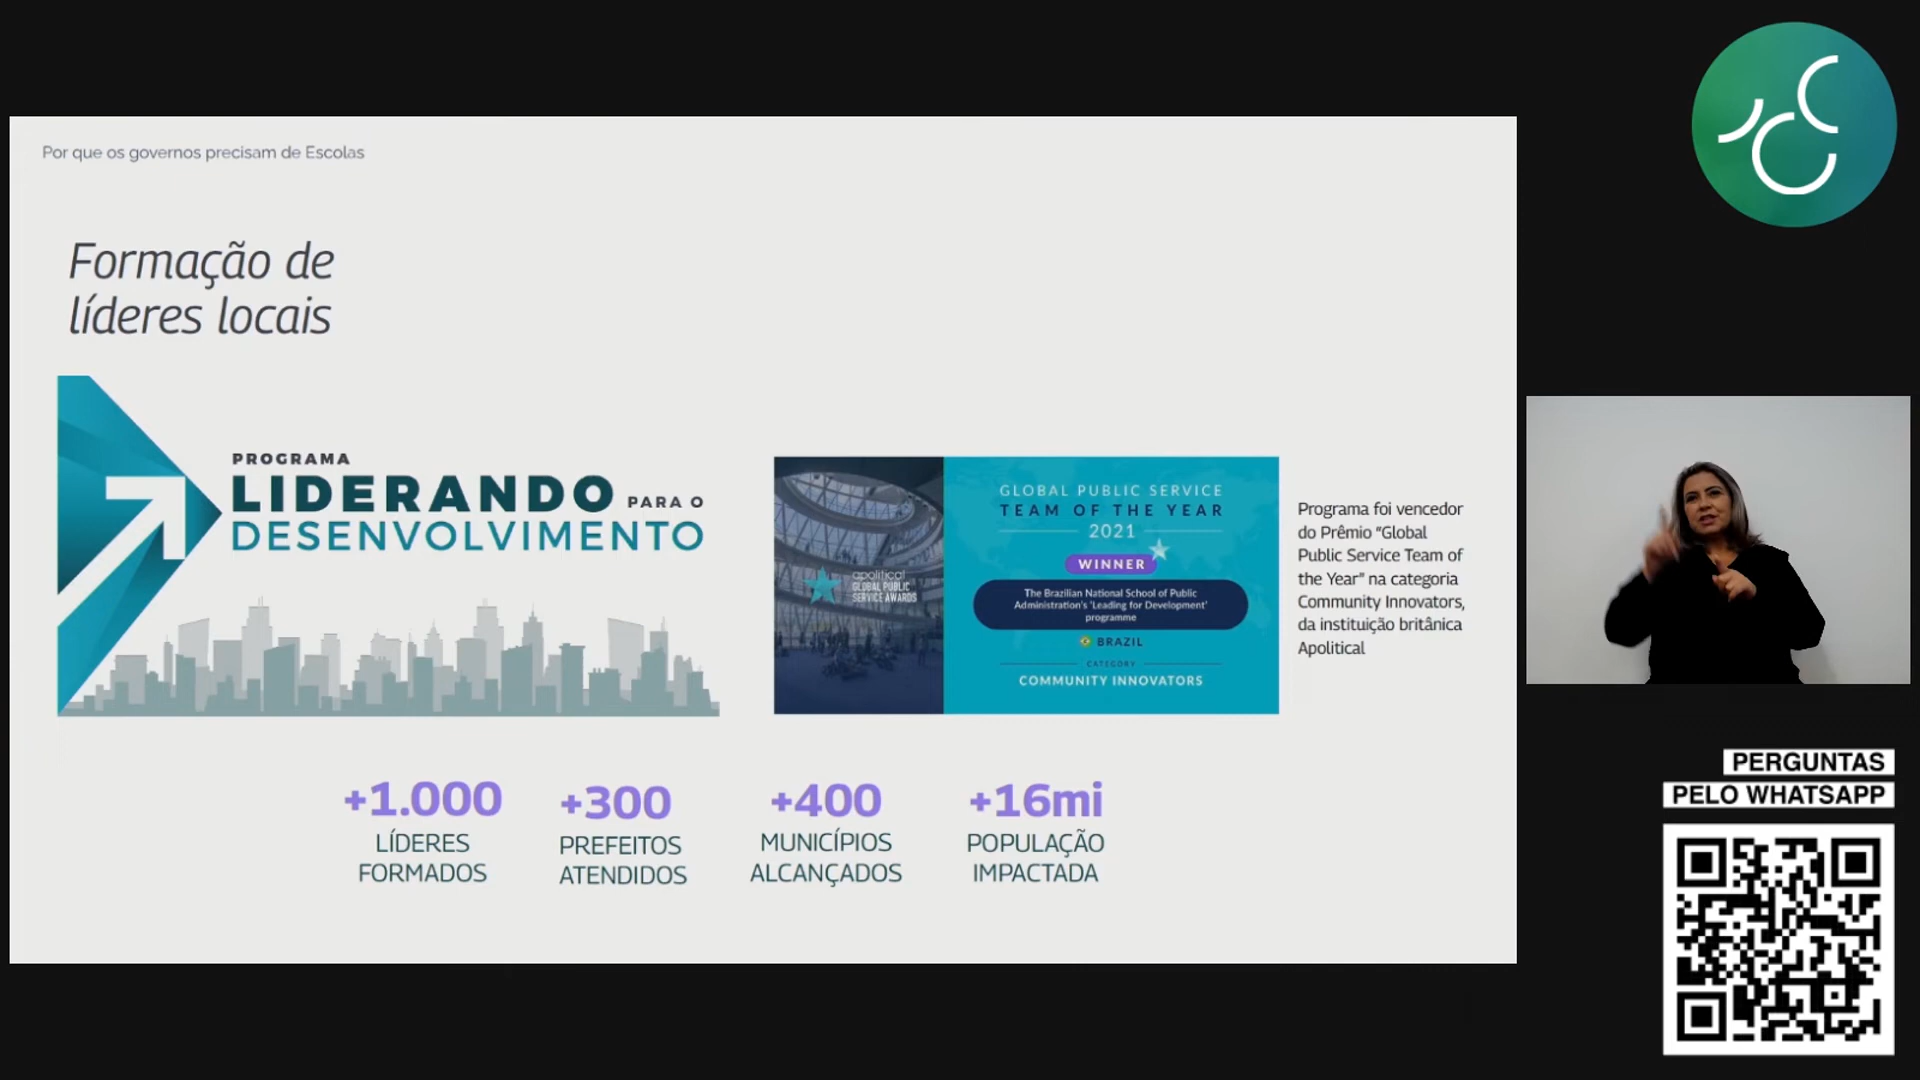 Por que os governos precisam de Escolas
Formação de
líderes locais
PROGRAMA
LIDERANDO PARA O
DESENVOLVIMENTO
apolitical
GLOBAL PUBLIC
SERVICE AWARDS
GLOBAL PUBLIC SERVICE
TEAM OF THE YEAR
2021
WINNER
The Brazilian National School of Public
Administration's 'Leading for Development'
programme
BRAZIL
CATEGORY
COMMUNITY INNOVATORS
Programa foi vencedor
do Prêmio “Global
Public Service Team of
the Year” na categoria
Community Innovators,
da instituição britânica
Apolitical
+1.000
LÍDERES
FORMADOS
+300
PREFEITOS
ATENDIDOS
+400
MUNICÍPIOS
ALCANÇADOS
+16mi
POPULAÇÃO
IMPACTADA
PERGUNTAS
PELO WHATSAPP